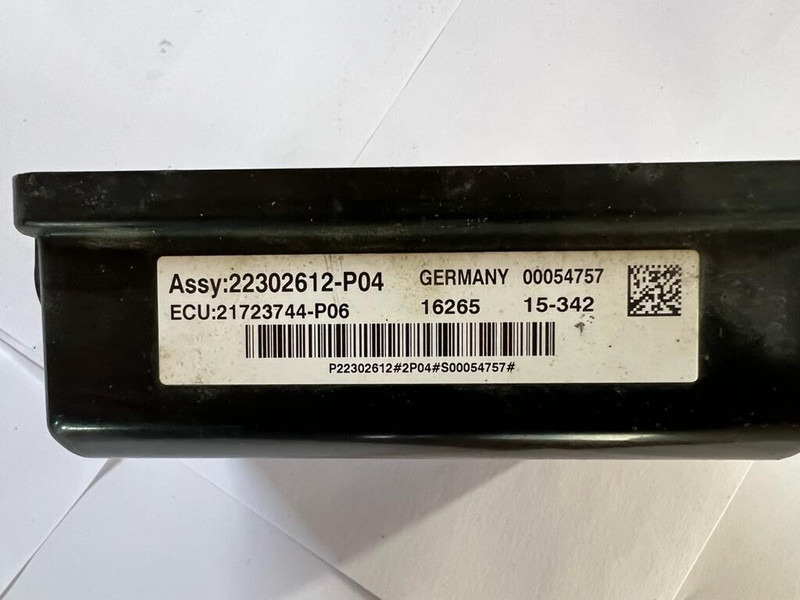 Assy:22302612-P04 GERMANY 00054757
ECU:21723744-P06 16265 15-342
P22302612#2P04#S00054757#